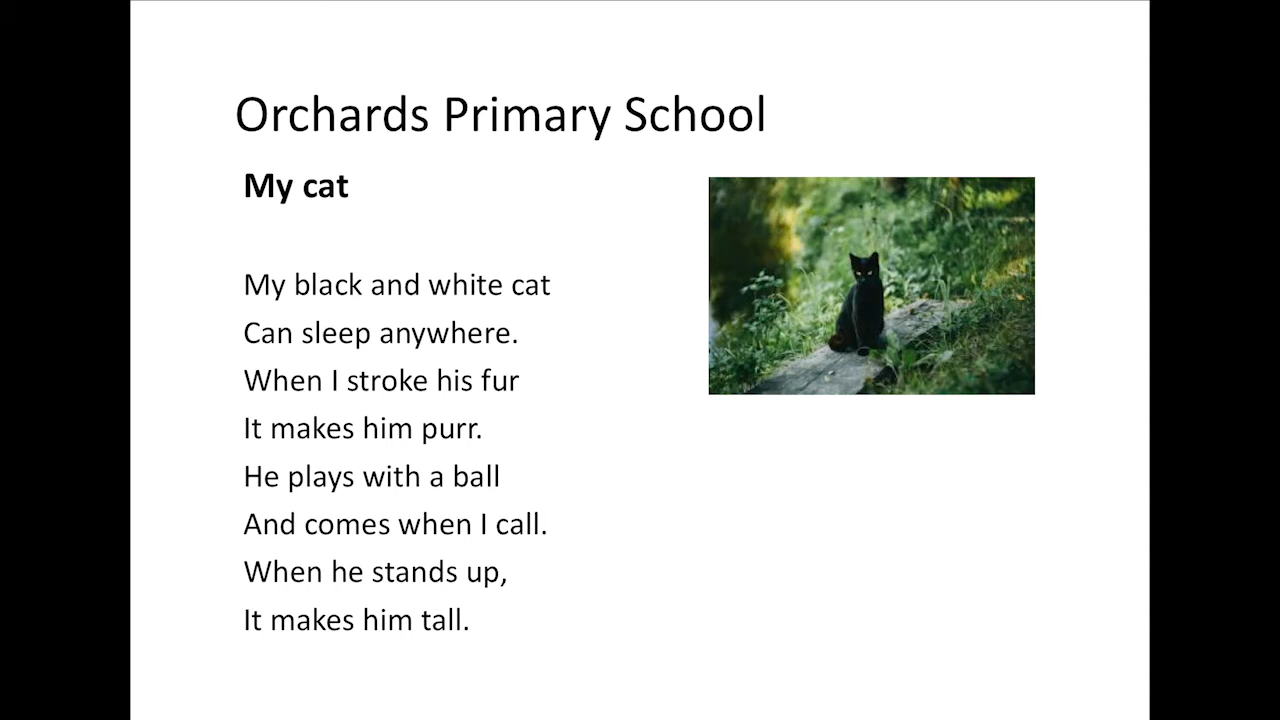 Orchards Primary School
My cat
My black and white cat
Can sleep anywhere.
When I stroke his fur
It makes him purr.
He plays with a ball
And comes when I call.
When he stands up,
It makes him tall.